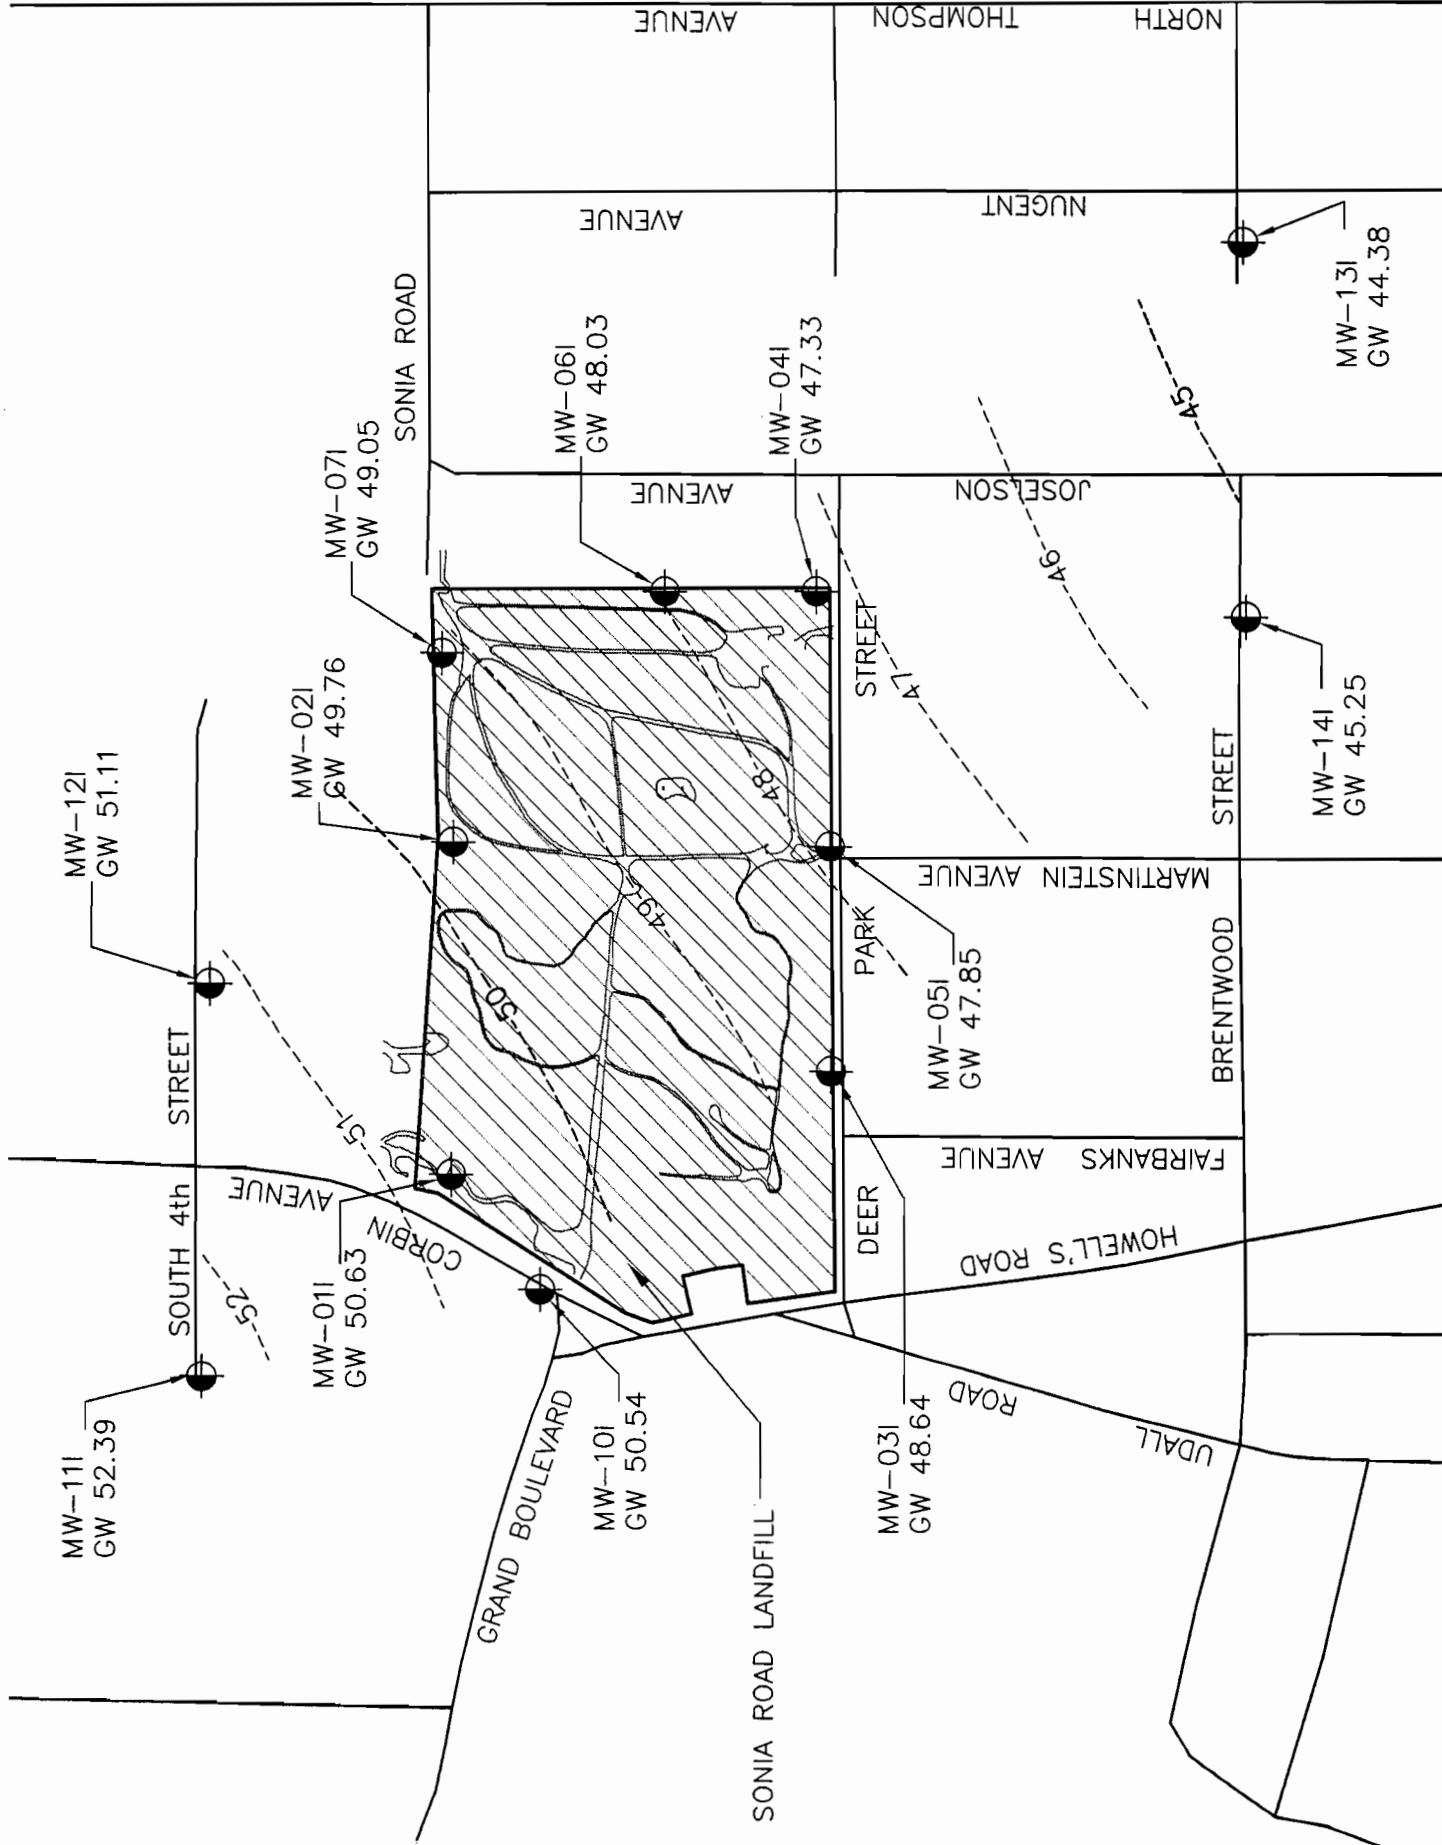 MW-11I
GW 52.39
SOUTH 4th STREET
MW-12I
GW 51.11
52
51
MW-01I
GW 50.63
CORBIN
AVENUE
GRAND BOULEVARD
MW-10I
GW 50.54
MW-02I
GW 49.76
MW-07I
GW 49.05
SONIA ROAD
50
49
48
MW-06I
GW 48.03
MW-04I
GW 47.33
SONIA ROAD LANDFILL
MW-03I
GW 48.64
MW-05I
GW 47.85
DEER
PARK
STREET
47
46
45
UDALL
ROAD
HOWELL'S ROAD
FAIRBANKS AVENUE
MARTINSTEIN AVENUE
JOSELSON
AVENUE
NUGENT
AVENUE
NORTH
THOMPSON
AVENUE
BRENTWOOD
STREET
MW-14I
GW 45.25
MW-13I
GW 44.38